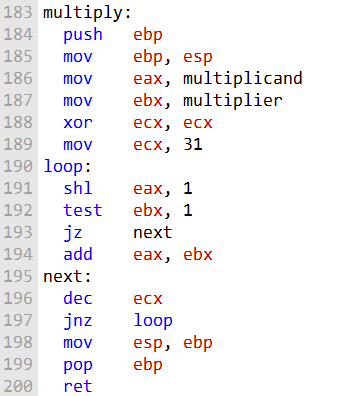 183 multiply:
184 push ebp
185 mov ebp, esp
186 mov eax, multiplicand
187 mov ebx, multiplier
188 xor ecx, ecx
189 mov ecx, 31
190 loop:
191 shl eax, 1
192 test ebx, 1
193 jz next
194 add eax, ebx
195 next:
196 dec ecx
197 jnz loop
198 mov esp, ebp
199 pop ebp
200 ret